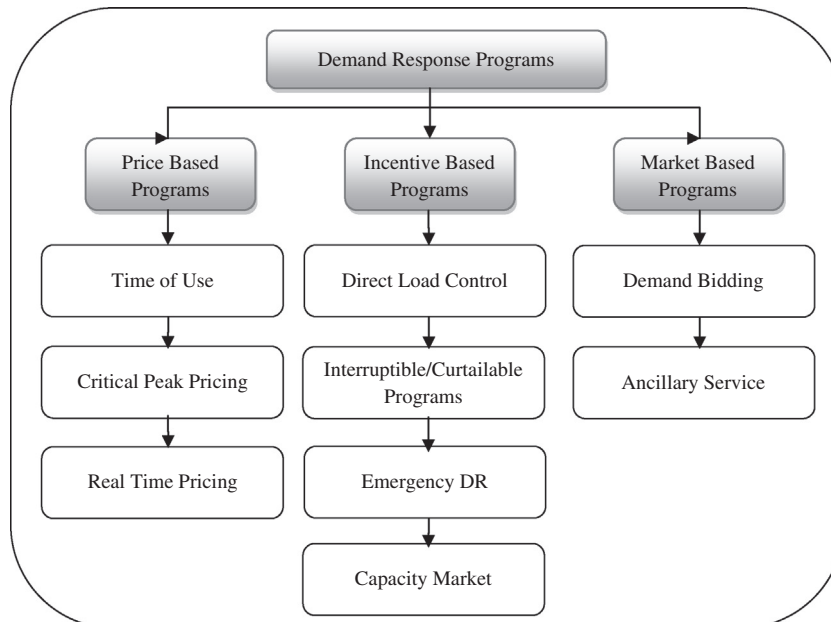 Demand Response Programs
Price Based
Programs
Incentive Based
Programs
Market Based
Programs
Time of Use
Direct Load Control
Demand Bidding
Critical Peak Pricing
Interruptible/Curtailable
Programs
Ancillary Service
Real Time Pricing
Emergency DR
Capacity Market